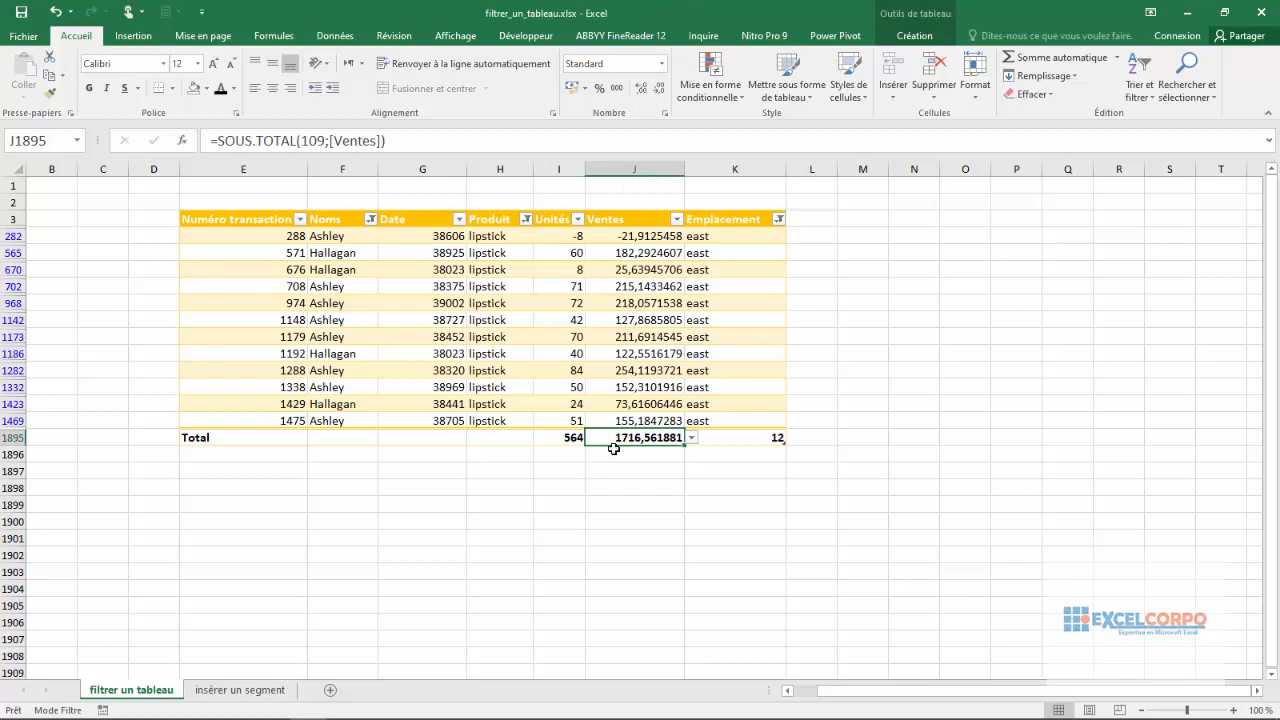 filtrer_un_tableau.xlsx - Excel
Outils de tableau
Fichier Accueil Insertion Mise en page Formules Données Révision Affichage Développeur ABBYY FineReader 12 Inquire Nitro Pro 9 Power Pivot Création Dites-nous ce que vous voulez faire. Connexion Partager
Coller
Calibri 12
G I S
Renvoyer à la ligne automatiquement
Fusionner et centrer
Standard
% 000
Mise en forme conditionnelle
Mettre sous forme de tableau
Styles de cellules
Insérer Supprimer Format
Somme automatique
Remplissage
Effacer
Trier et filtrer
Rechercher et sélectionner
Presse-papiers Police Alignement Nombre Style Cellules Édition
J1895 fx =SOUS.TOTAL(109;[Ventes])
B C D E F G H I J K L M N O P Q R S T
1
2
3 Numéro transaction Noms Date Produit Unités Ventes Emplacement
282 288 Ashley 38606 lipstick -8 -21,9125458 east
565 571 Hallagan 38925 lipstick 60 182,2924607 east
670 676 Hallagan 38023 lipstick 8 25,63945706 east
702 708 Ashley 38375 lipstick 71 215,1433462 east
968 974 Ashley 39002 lipstick 72 218,0571538 east
1142 1148 Ashley 38727 lipstick 42 127,8685805 east
1173 1179 Ashley 38452 lipstick 70 211,6914545 east
1186 1192 Hallagan 38023 lipstick 40 122,5516179 east
1282 1288 Ashley 38320 lipstick 84 254,1193721 east
1332 1338 Ashley 38969 lipstick 50 152,3101916 east
1423 1429 Hallagan 38441 lipstick 24 73,61606446 east
1469 1475 Ashley 38705 lipstick 51 155,1847283 east
1895 Total 564 1716,561881 12
1896
1897
1898
1899
1900
1901
1902
1903
1904
1905
1906
1907
1908
1909
EXCELCORPO
Expertise en Microsoft Excel
filtrer un tableau insérer un segment
Prêt Mode Filtre 100 %